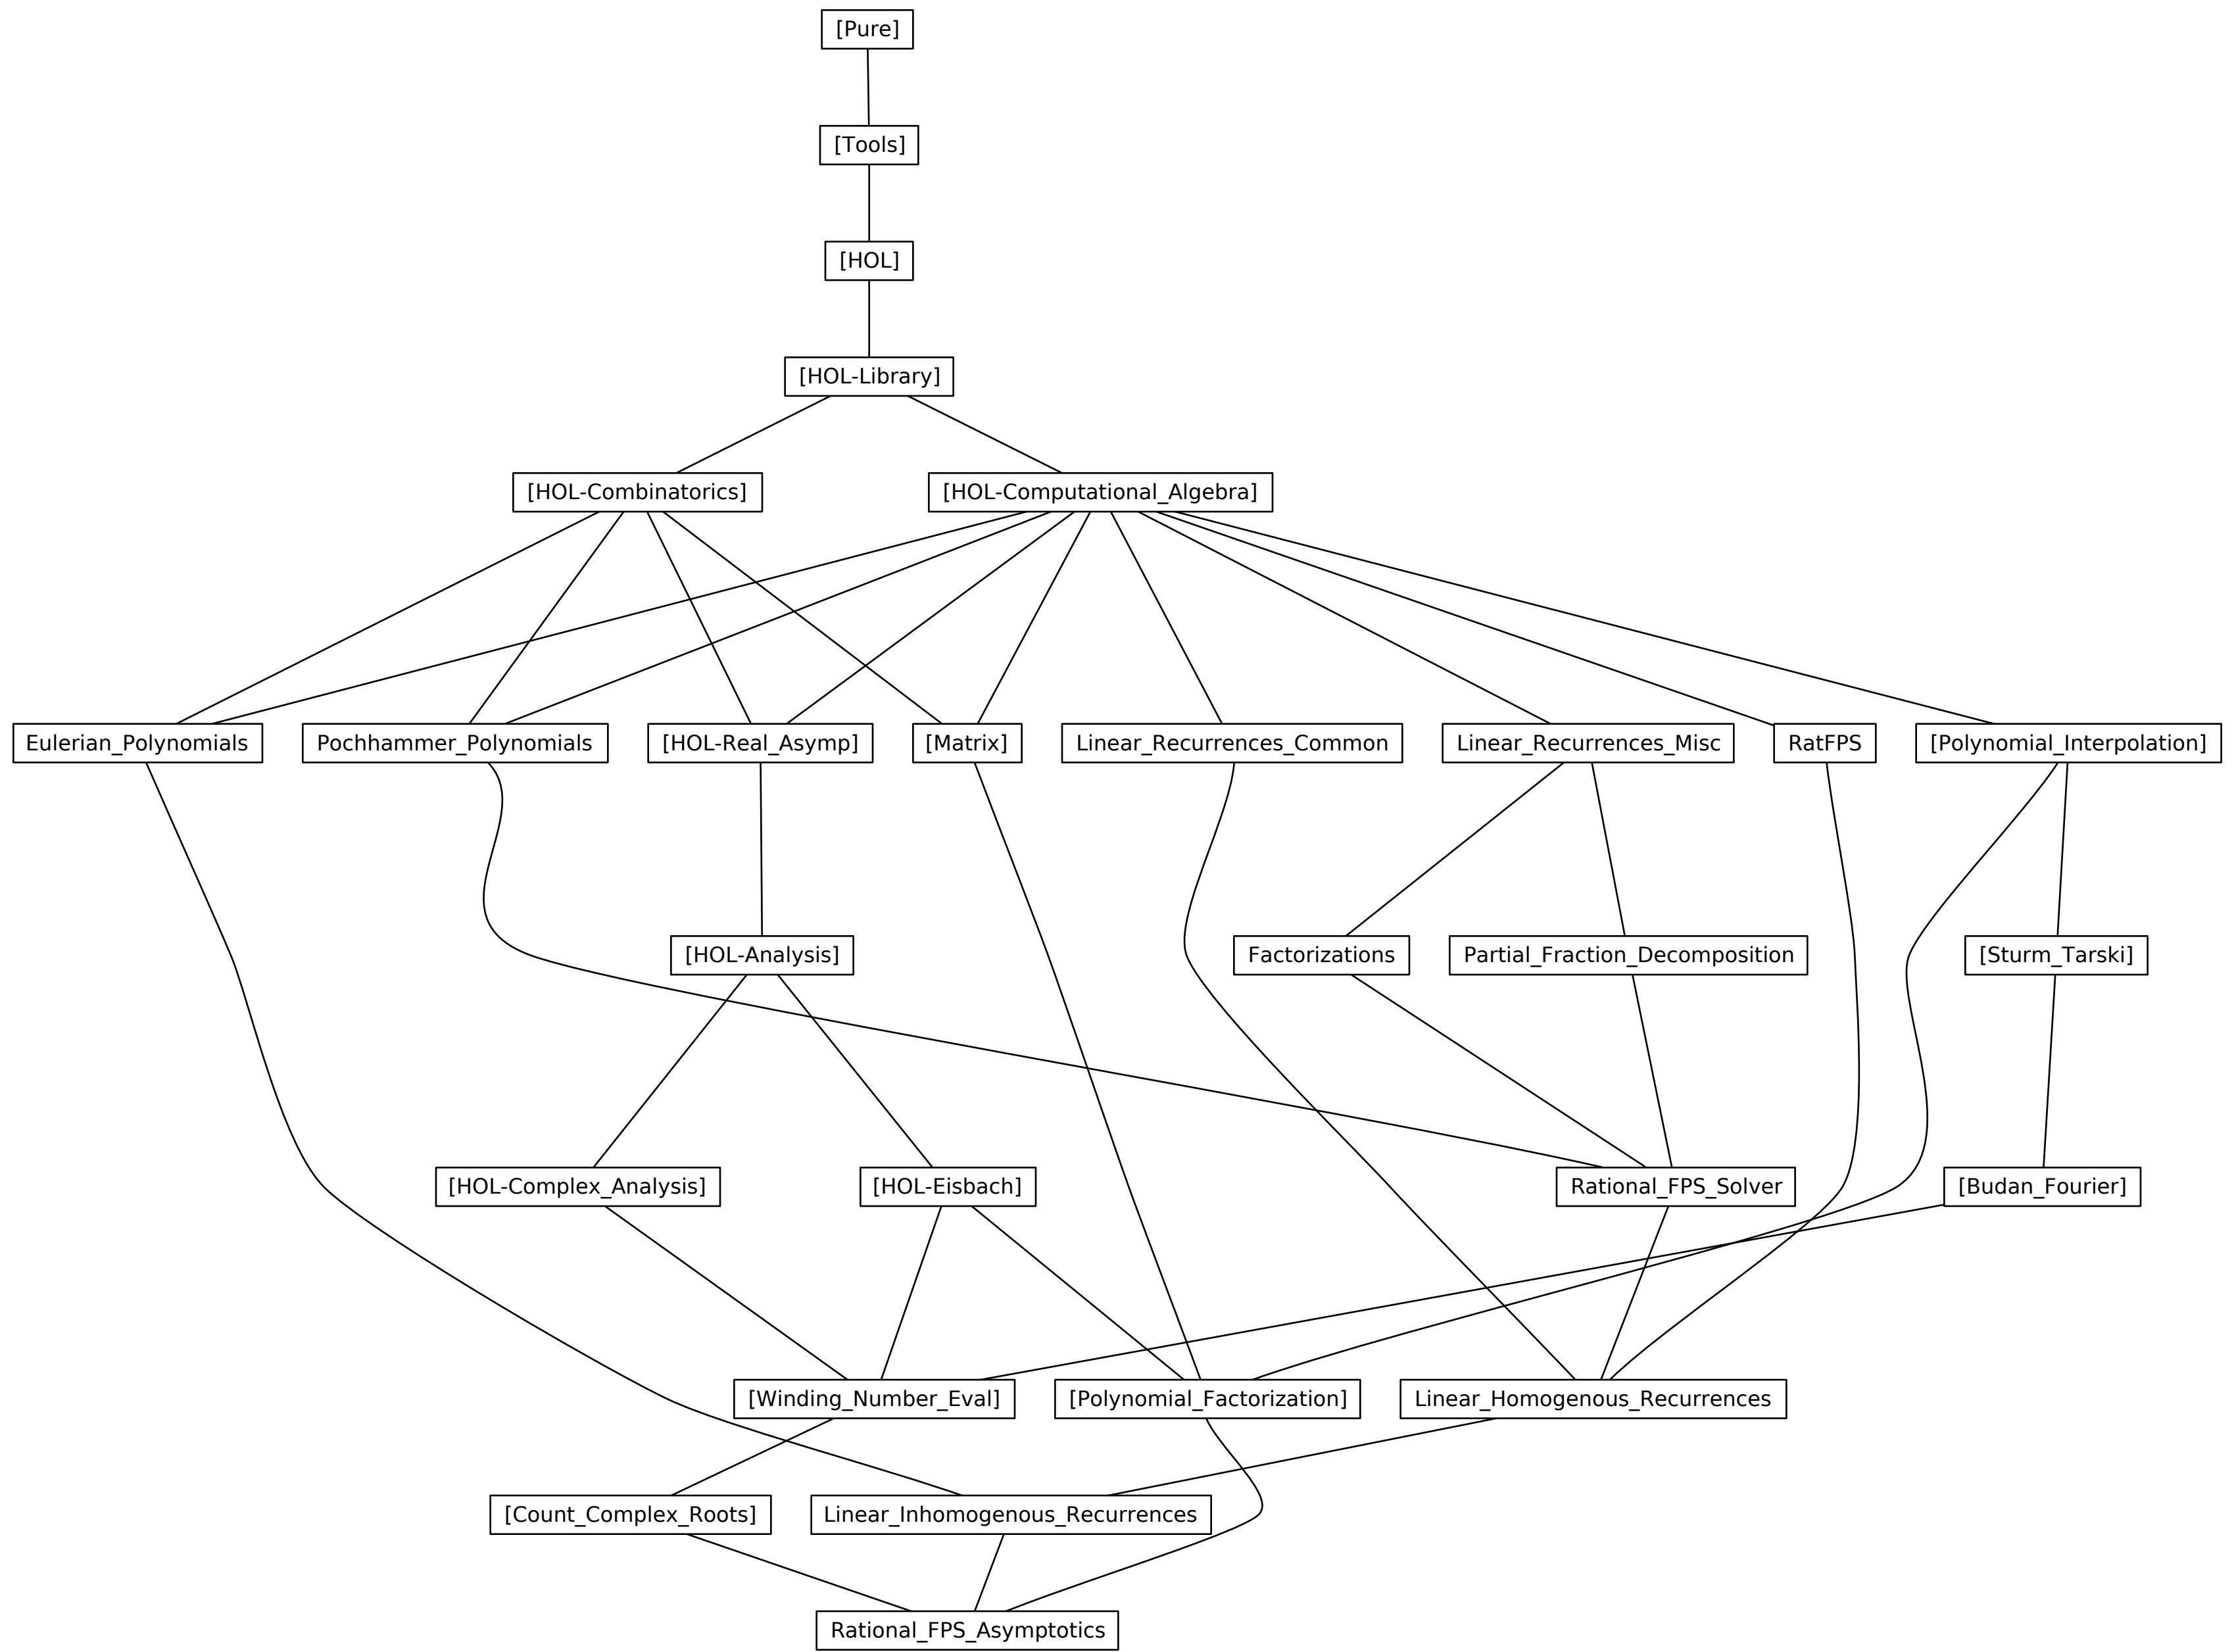 [Pure]
[Tools]
[HOL]
[HOL-Library]
[HOL-Combinatorics]
[HOL-Computational_Algebra]
Eulerian_Polynomials
Pochhammer_Polynomials
[HOL-Real_Asymp]
[Matrix]
Linear_Recurrences_Common
Linear_Recurrences_Misc
RatFPS
[Polynomial_Interpolation]
[HOL-Analysis]
Factorizations
Partial_Fraction_Decomposition
[Sturm_Tarski]
[HOL-Complex_Analysis]
[HOL-Eisbach]
Rational_FPS_Solver
[Budan_Fourier]
[Winding_Number_Eval]
[Polynomial_Factorization]
Linear_Homogenous_Recurrences
[Count_Complex_Roots]
Linear_Inhomogenous_Recurrences
Rational_FPS_Asymptotics